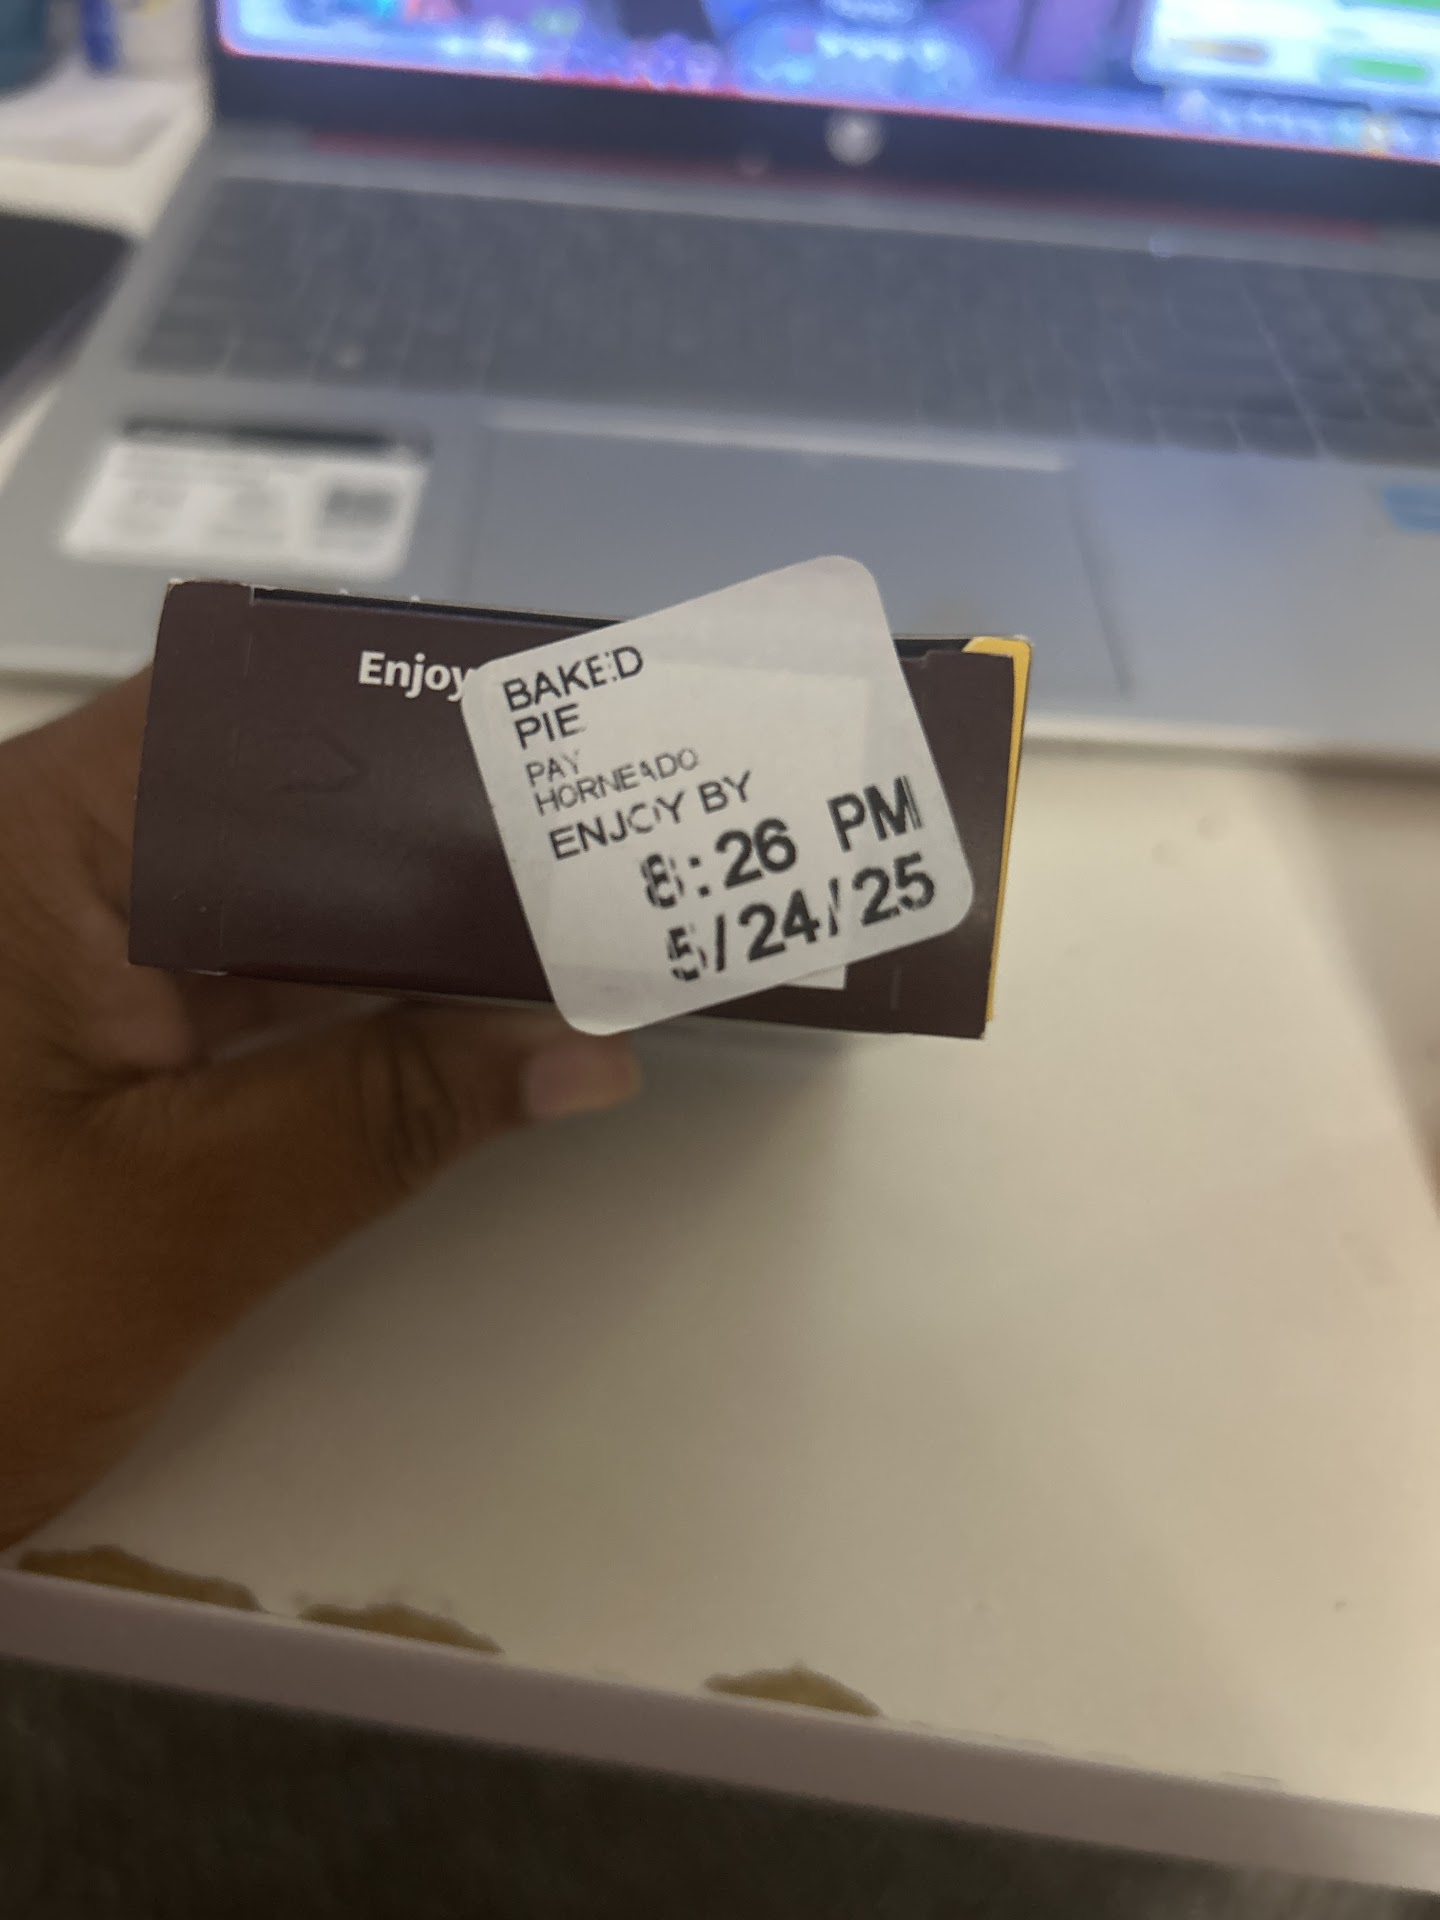 Enjoy
BAKED
PIE
PAY
HORNEADO
ENJOY BY
8:26 PM
5/24/25